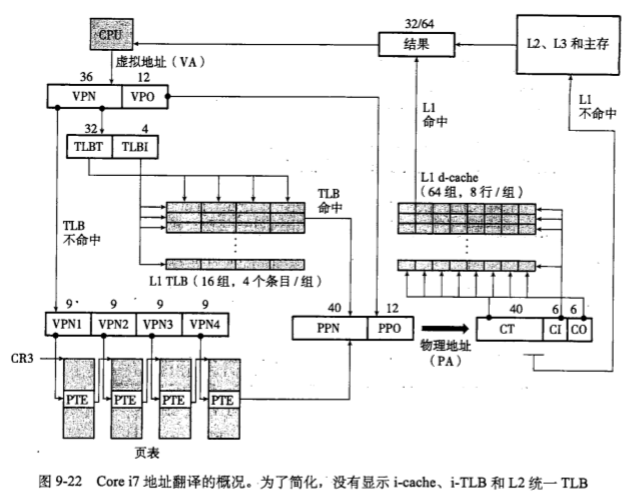 32/64
CPU
结果
L2、L3 和主存
虚拟地址（VA）
36 12
VPN VPO
L1
命中
L1
不命中
32 4
TLBT TLBI
L1 d-cache
（64 组，8 行/组）
TLB
命中
TLB
不命中
L1 TLB（16 组，4 个条目/组）
9 9 9 9
VPN1 VPN2 VPN3 VPN4
40 12
PPN PPO
物理地址
（PA）
40 6 6
CT CI CO
CR3
PTE PTE PTE PTE
页表
图 9-22 Core i7 地址翻译的概况。为了简化，没有显示 i-cache、i-TLB 和 L2 统一 TLB